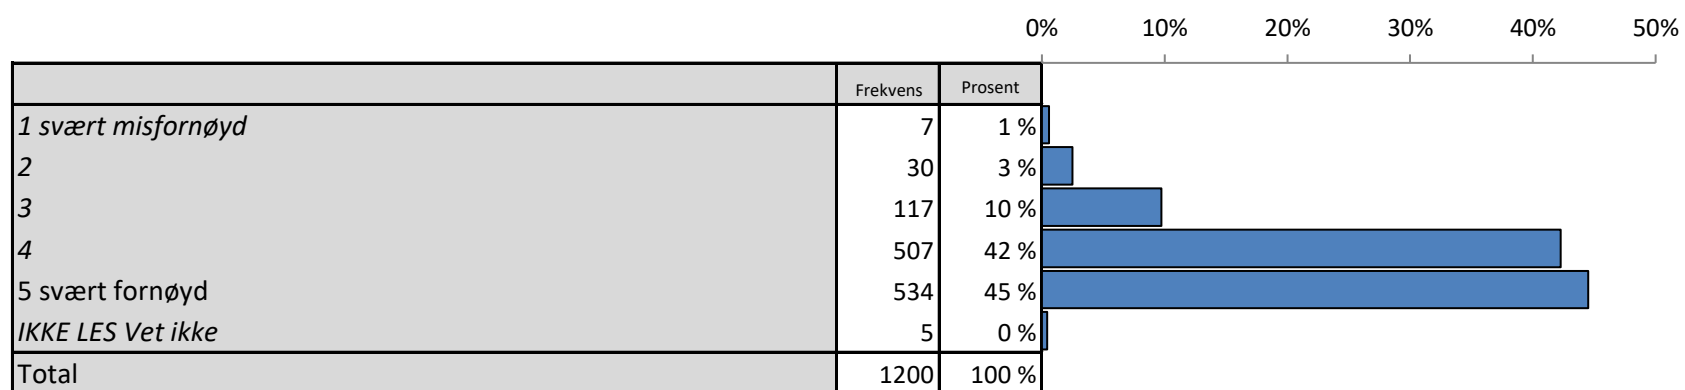 0% 10% 20% 30% 40% 50%
Frekvens Prosent
1 svært misfornøyd 7 1 %
2 30 3 %
3 117 10 %
4 507 42 %
5 svært fornøyd 534 45 %
IKKE LES Vet ikke 5 0 %
Total 1200 100 %